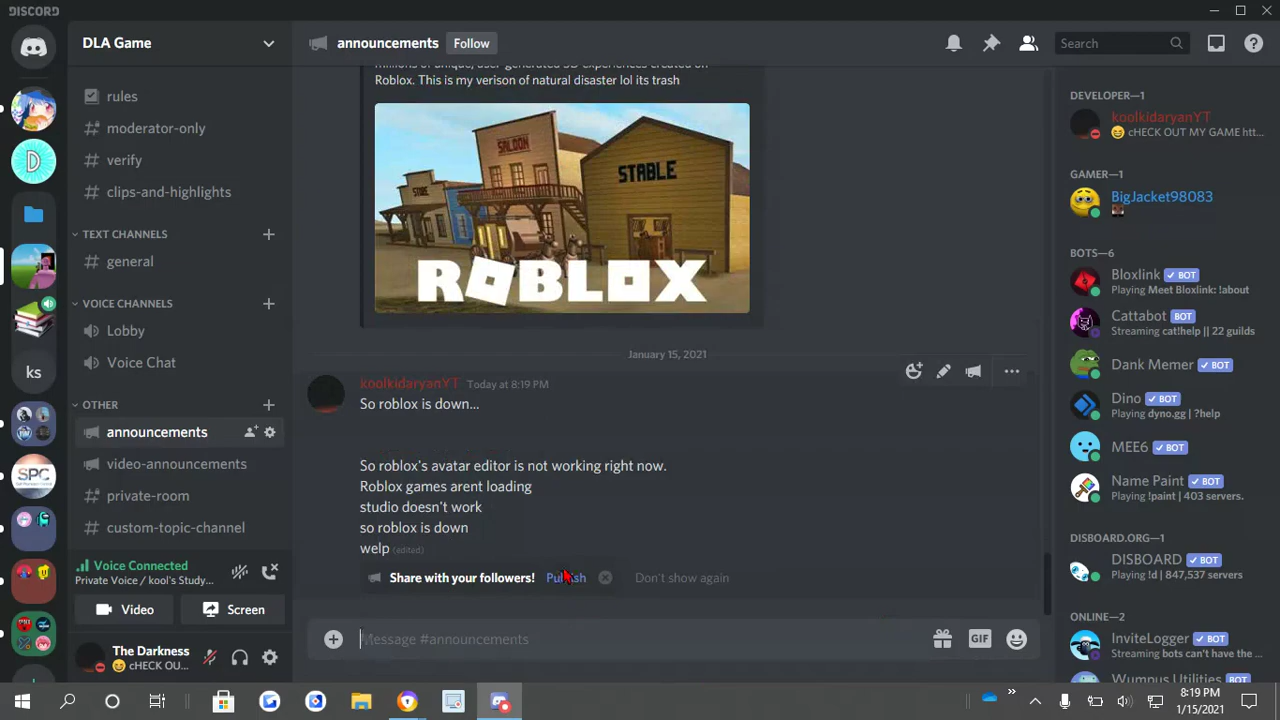 DISCORD
DLA Game
announcements
Follow
Search
rules
moderator-only
verify
clips-and-highlights
TEXT CHANNELS
general
VOICE CHANNELS
Lobby
Voice Chat
OTHER
announcements
video-announcements
private-room
custom-topic-channel
Voice Connected
Private Voice / kool's Study...
Video
Screen
The Darkness
cHECK OU...
D
ks
SPC
Roblox. This is my verison of natural disaster lol its trash
SALOON
STABLE
ROBLOX
January 15, 2021
koolkidaryanYT Today at 8:19 PM
So roblox is down...
So roblox's avatar editor is not working right now.
Roblox games arent loading
studio doesn't work
so roblox is down
welp (edited)
Share with your followers! Publish
Don't show again
Message #announcements
GIF
DEVELOPER—1
koolkidaryanYT
cHECK OUT MY GAME htt...
GAMER—1
BigJacket98083
BOTS—6
Bloxlink ✓ BOT
Playing Meet Bloxlink: !about
Cattabot ✓ BOT
Streaming cat!help || 22 guilds
Dank Memer ✓ BOT
Dino ✓ BOT
Playing dyno.gg | ?help
MEE6 ✓ BOT
Name Paint ✓ BOT
Playing !paint | 403 servers.
DISBOARD.ORG—1
DISBOARD ✓ BOT
Playing !d | 847,537 servers!
ONLINE—2
InviteLogger ✓ BOT
Streaming bots can't have the ...
Wumpus Utilities BOT
8:19 PM
1/15/2021